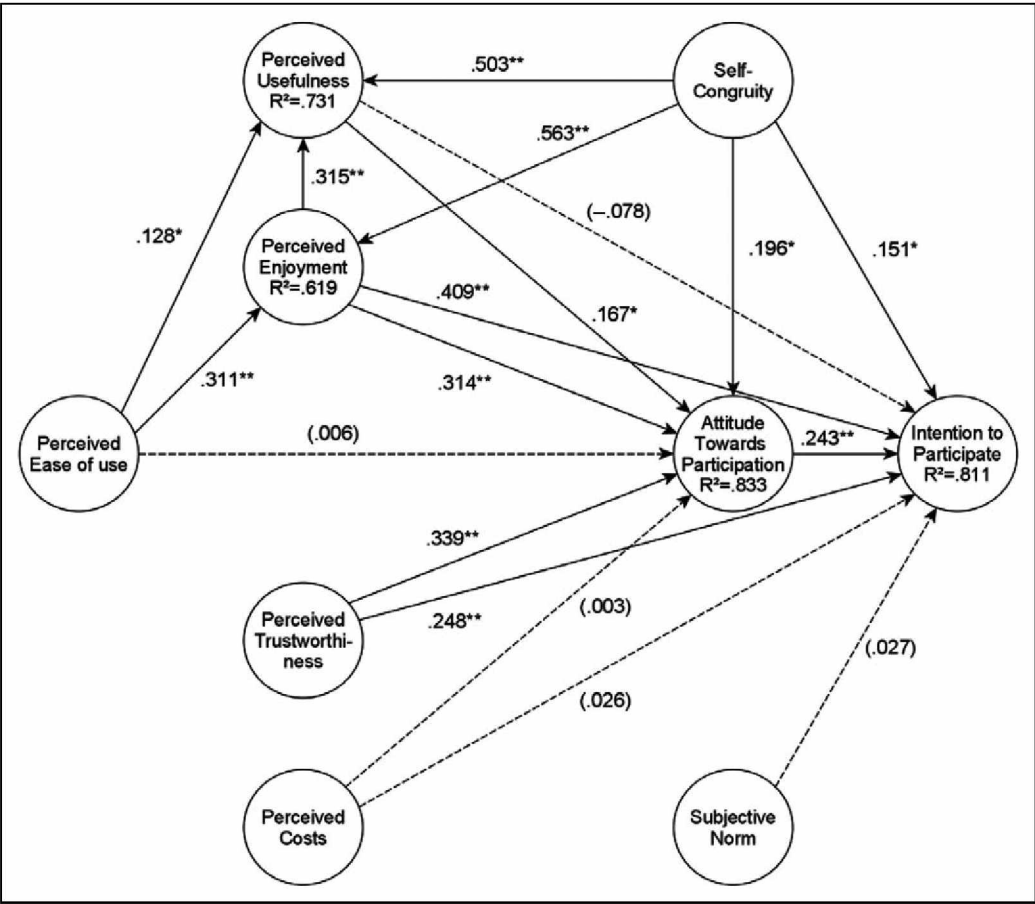 Perceived
Usefulness
R²=.731
.503**
Self-
Congruity
.563**
.315**
(–.078)
.128*
Perceived
Enjoyment
R²=.619
.196*
.151*
.409**
.167*
.311**
.314**
Perceived
Ease of use
(.006)
Attitude
Towards
Participation
R²=.833
.243**
Intention to
Participate
R²=.811
.339**
Perceived
Trustworthi-
ness
.248**
(.003)
(.027)
(.026)
Perceived
Costs
Subjective
Norm